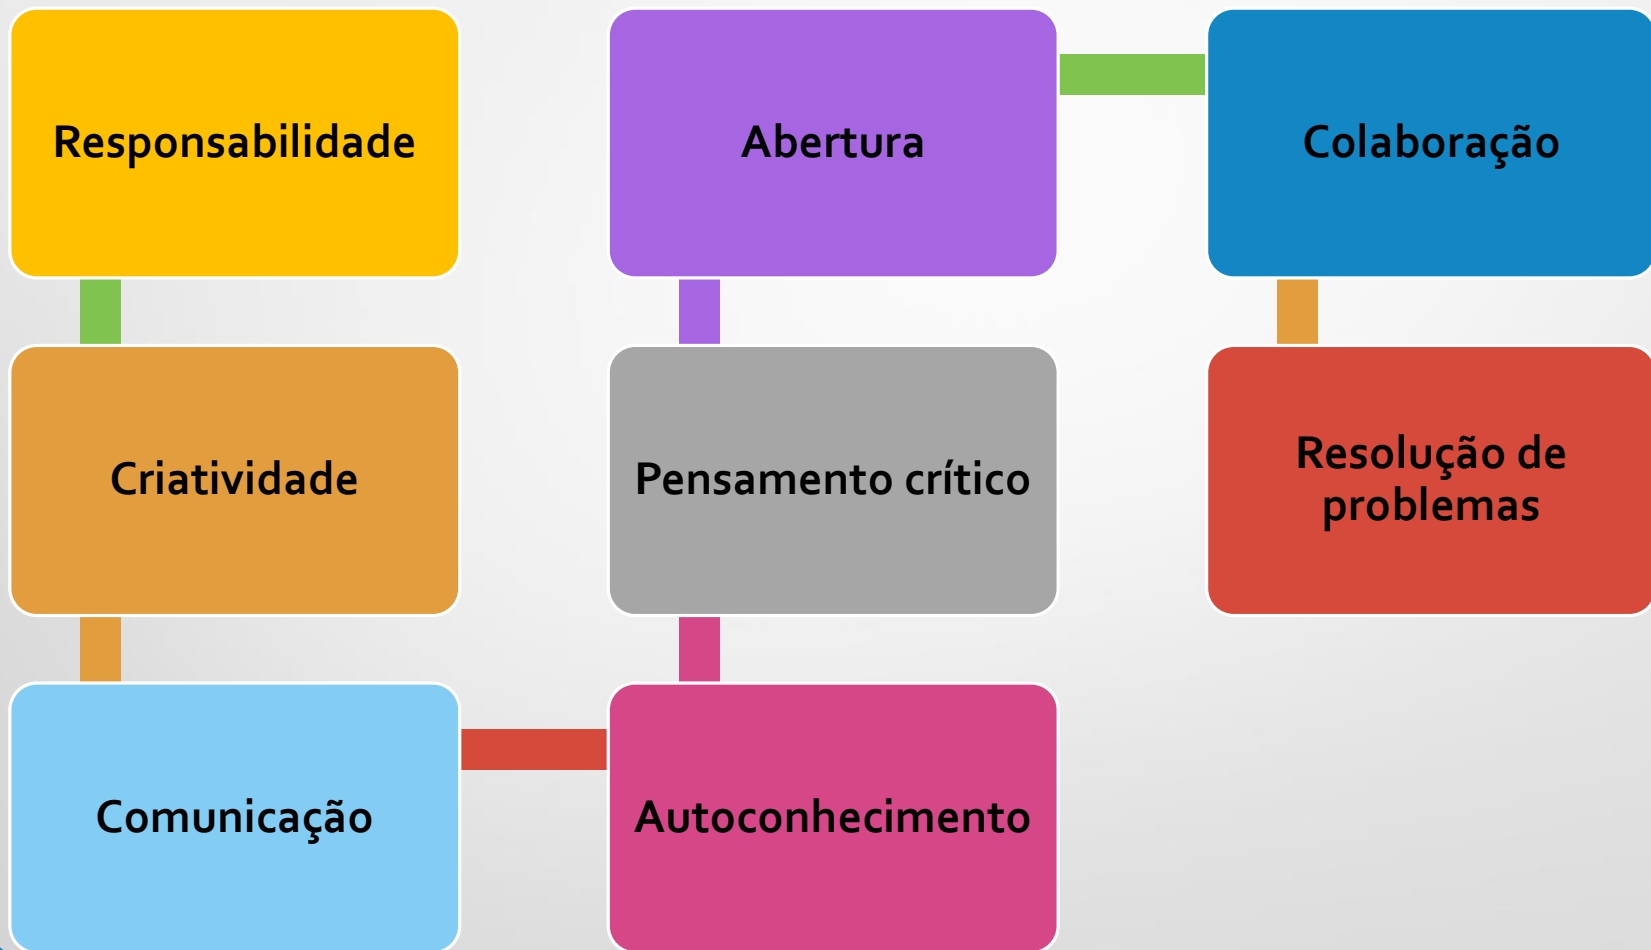 Responsabilidade
Criatividade
Comunicação
Autoconhecimento
Pensamento crítico
Abertura
Colaboração
Resolução de
problemas